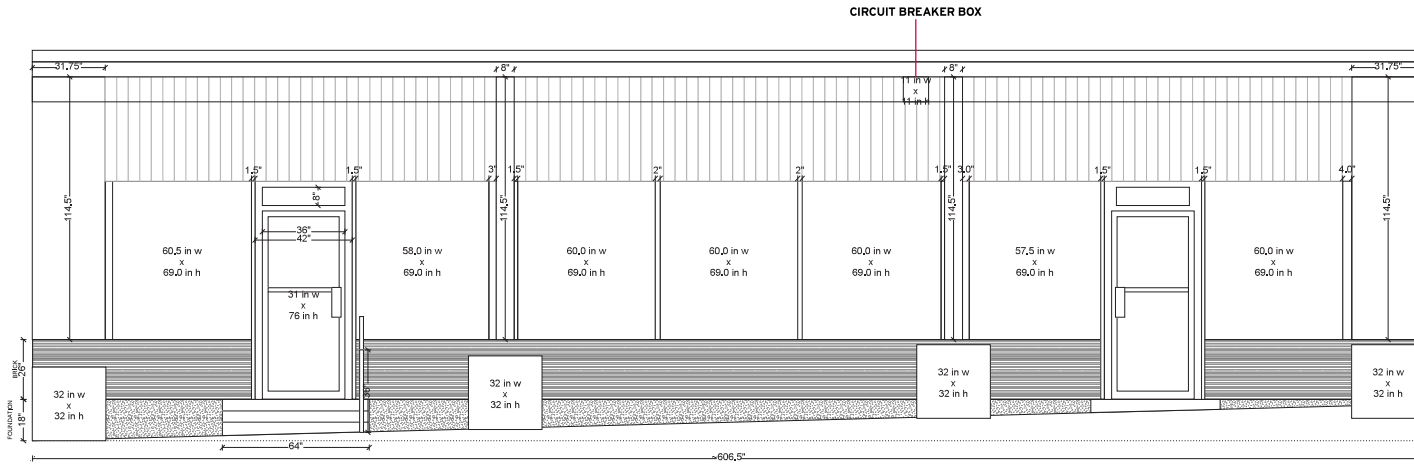 CIRCUIT BREAKER BOX
31.75"
8"
8"
31.75"
11 in w
x
11 in h
1.5"
1.5"
3"
1.5"
2"
2"
1.5"
3.0"
1.5"
1.5"
4.0"
114.5"
8"
114.5"
114.5"
114.5"
36"
42"
60.5 in w
x
69.0 in h
58.0 in w
x
69.0 in h
60.0 in w
x
69.0 in h
60.0 in w
x
69.0 in h
60.0 in w
x
69.0 in h
57.5 in w
x
69.0 in h
60.0 in w
x
69.0 in h
31 in w
x
76 in h
BRICK
26"
36"
32 in w
x
32 in h
32 in w
x
32 in h
32 in w
x
32 in h
32 in w
x
32 in h
FOUNDATION
18"
64"
~606.5"